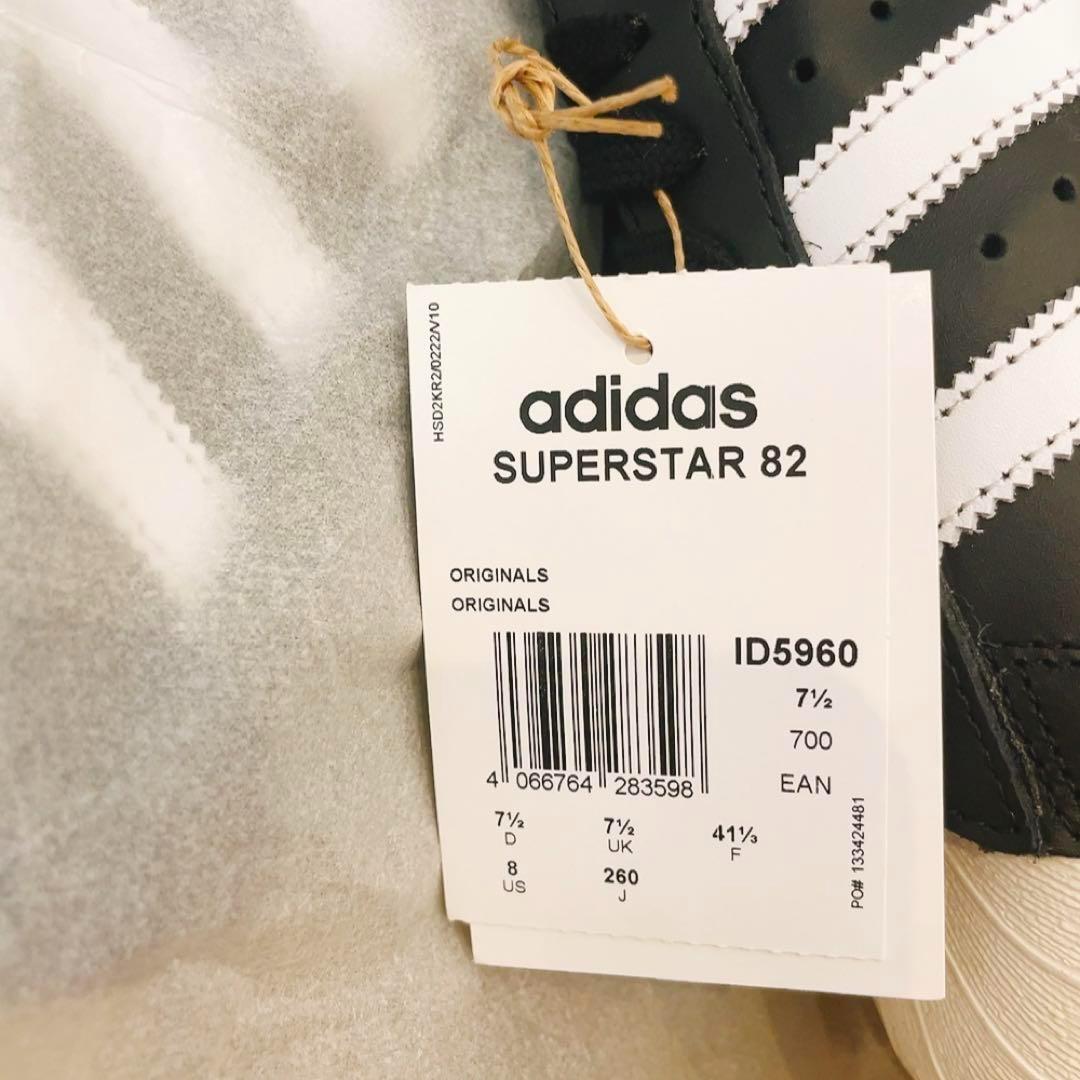 HSD2KR2/0222/V10
adidas
SUPERSTAR 82
ORIGINALS
ORIGINALS
ID5960
7½
700
EAN
4 066764 283598
7½ 7½ 41⅓
D UK F
8 260
US J
PO# 133424481